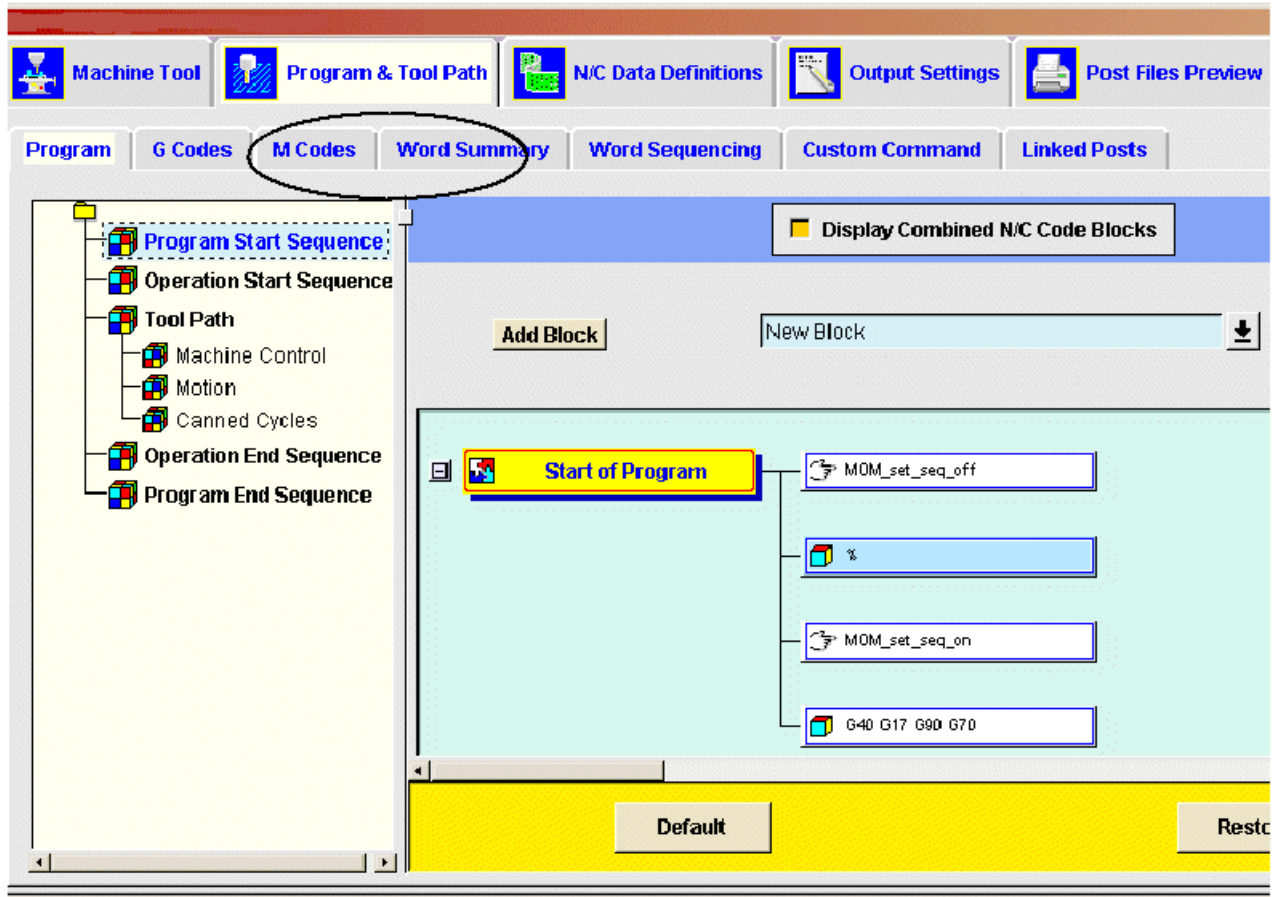 Machine Tool
Program & Tool Path
N/C Data Definitions
Output Settings
Post Files Preview
Program
G Codes
M Codes
Word Summary
Word Sequencing
Custom Command
Linked Posts
Program Start Sequence
Operation Start Sequence
Tool Path
Machine Control
Motion
Canned Cycles
Operation End Sequence
Program End Sequence
Display Combined N/C Code Blocks
Add Block
New Block
Start of Program
MOM_set_seq_off
%
MOM_set_seq_on
G40 G17 G90 G70
Default
Resto